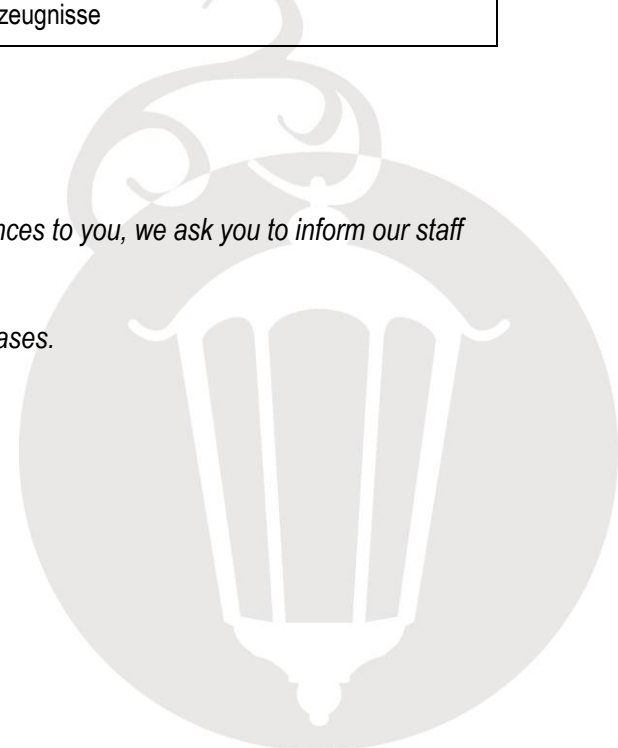 zeugnisse
nces to you, we ask you to inform our staff
ases.